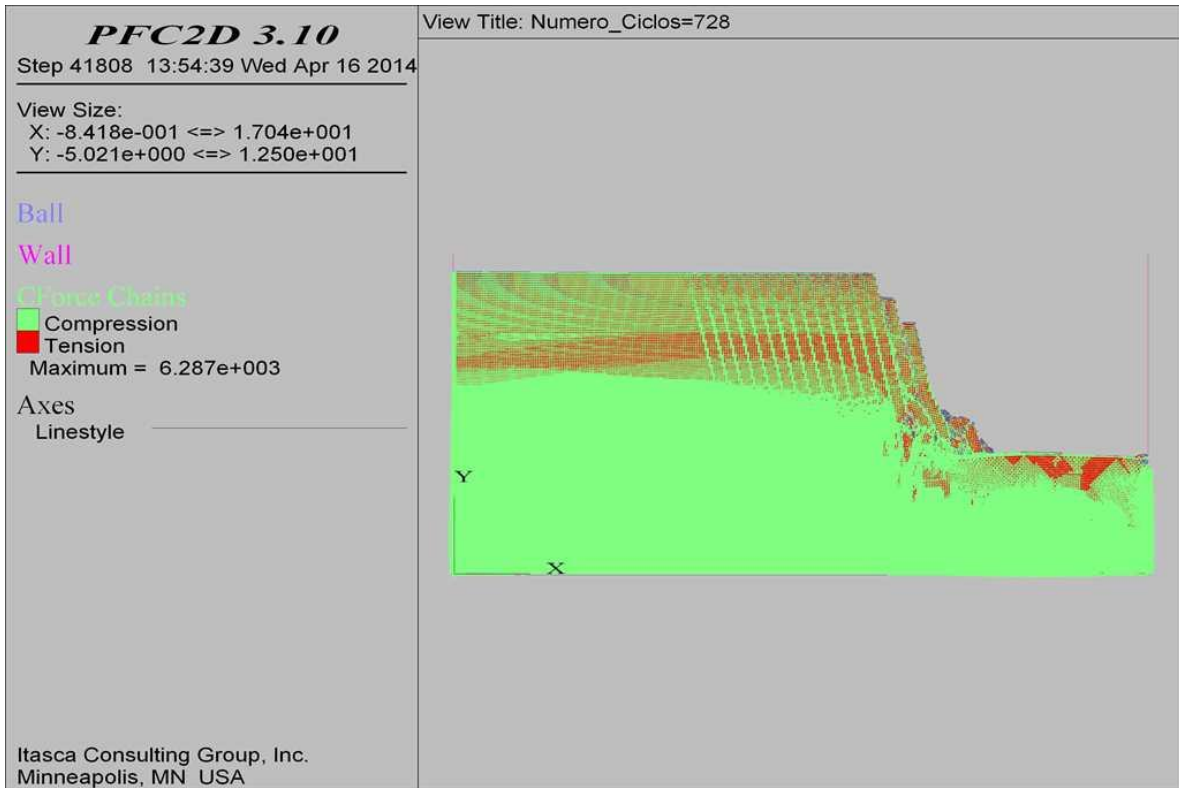 PFC2D 3.10
Step 41808 13:54:39 Wed Apr 16 2014
View Size:
X: -8.418e-001 <=> 1.704e+001
Y: -5.021e+000 <=> 1.250e+001
Ball
Wall
CForce Chains
Compression
Tension
Maximum = 6.287e+003
Axes
Linestyle
Itasca Consulting Group, Inc.
Minneapolis, MN USA
View Title: Numero_Ciclos=728
Y
X